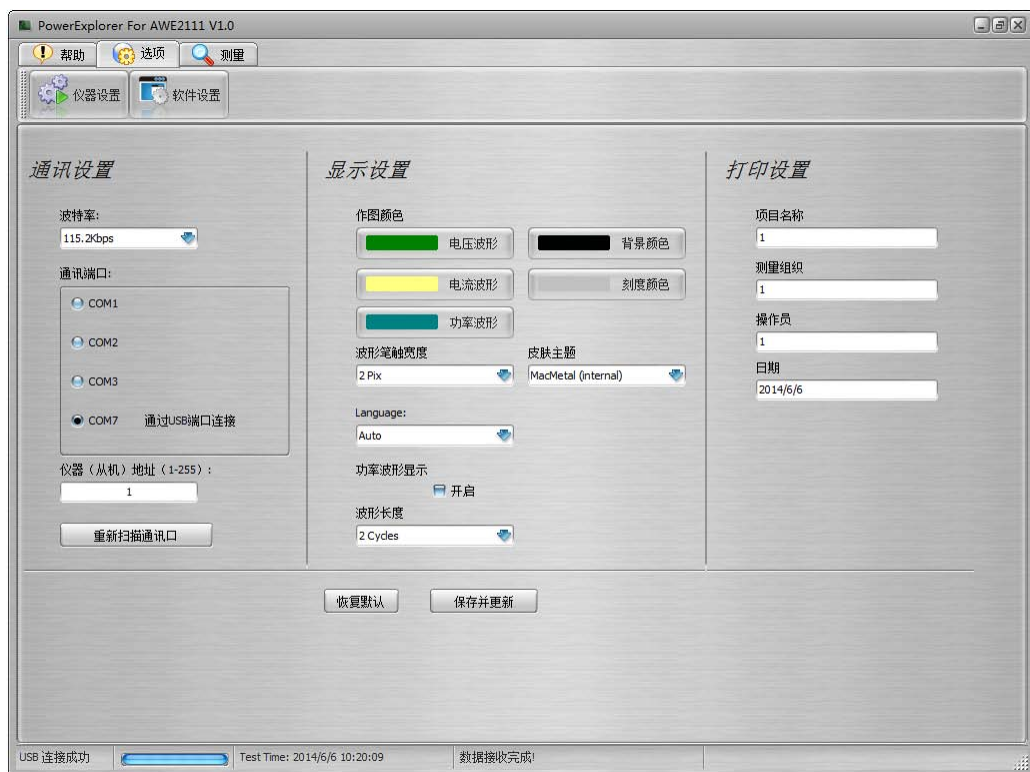 PowerExplorer For AWE2111 V1.0
帮助 选项 测量
仪器设置 软件设置
通讯设置
波特率:
115.2Kbps
通讯端口:
COM1
COM2
COM3
COM7 通过USB端口连接
仪器（从机）地址（1-255）:
1
重新扫描通讯口
显示设置
作图颜色
电压波形 背景颜色
电流波形 刻度颜色
功率波形
波形笔触宽度 皮肤主题
2 Pix MacMetal (internal)
Language:
Auto
功率波形显示
开启
波形长度
2 Cycles
打印设置
项目名称
1
测量组织
1
操作员
1
日期
2014/6/6
恢复默认 保存并更新
USB 连接成功 Test Time: 2014/6/6 10:20:09 数据接收完成!